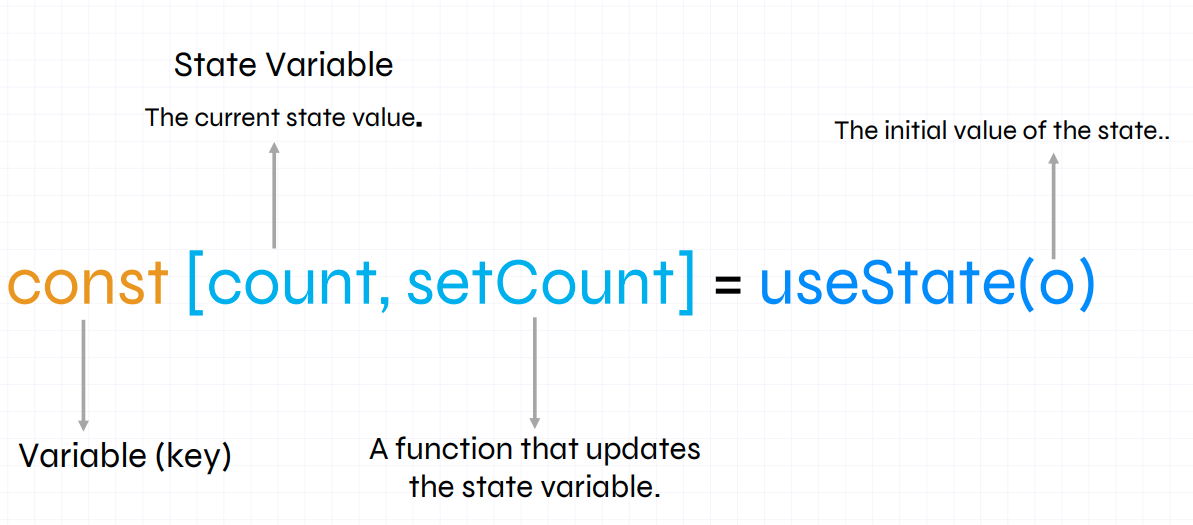 State Variable
The current state value.
The initial value of the state..
const [count, setCount] = useState(o)
Variable (key)
A function that updates
the state variable.